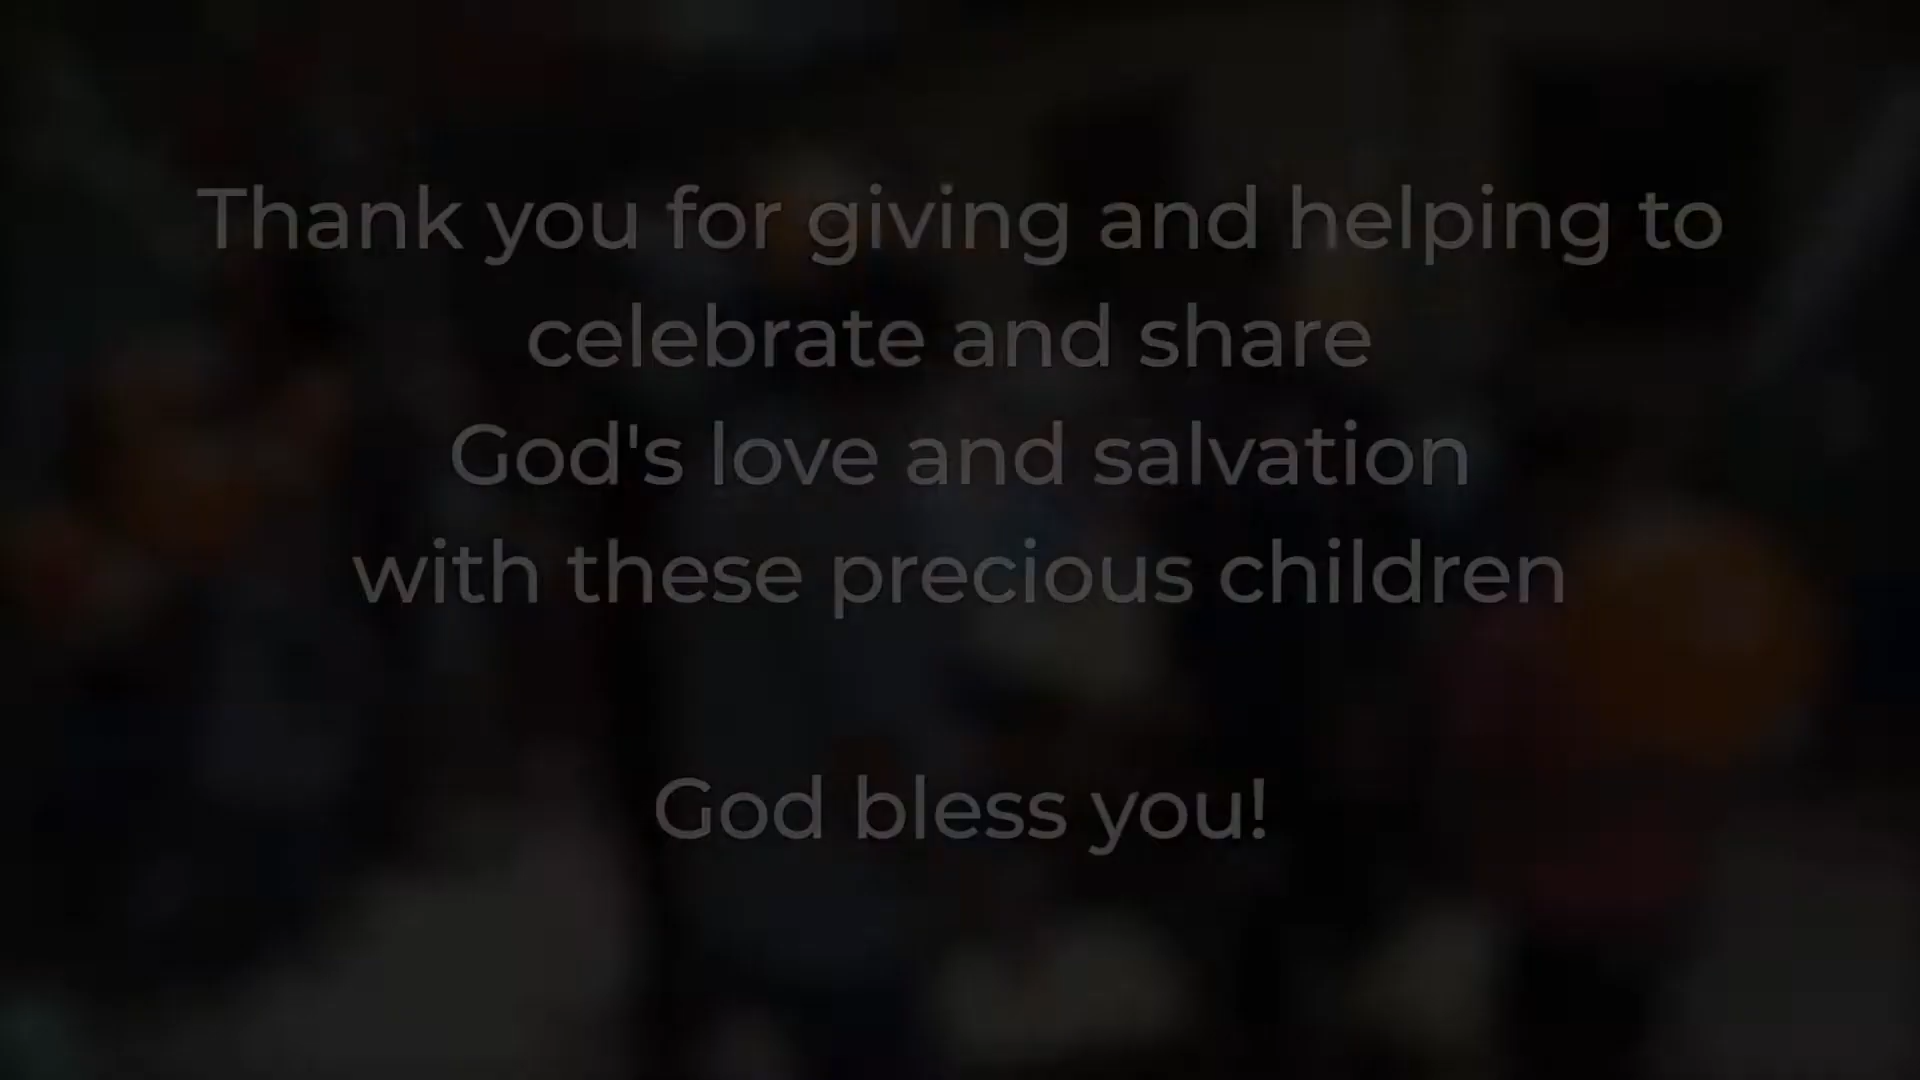 Thank you for giving and helping to
celebrate and share
God's love and salvation
with these precious children
God bless you!